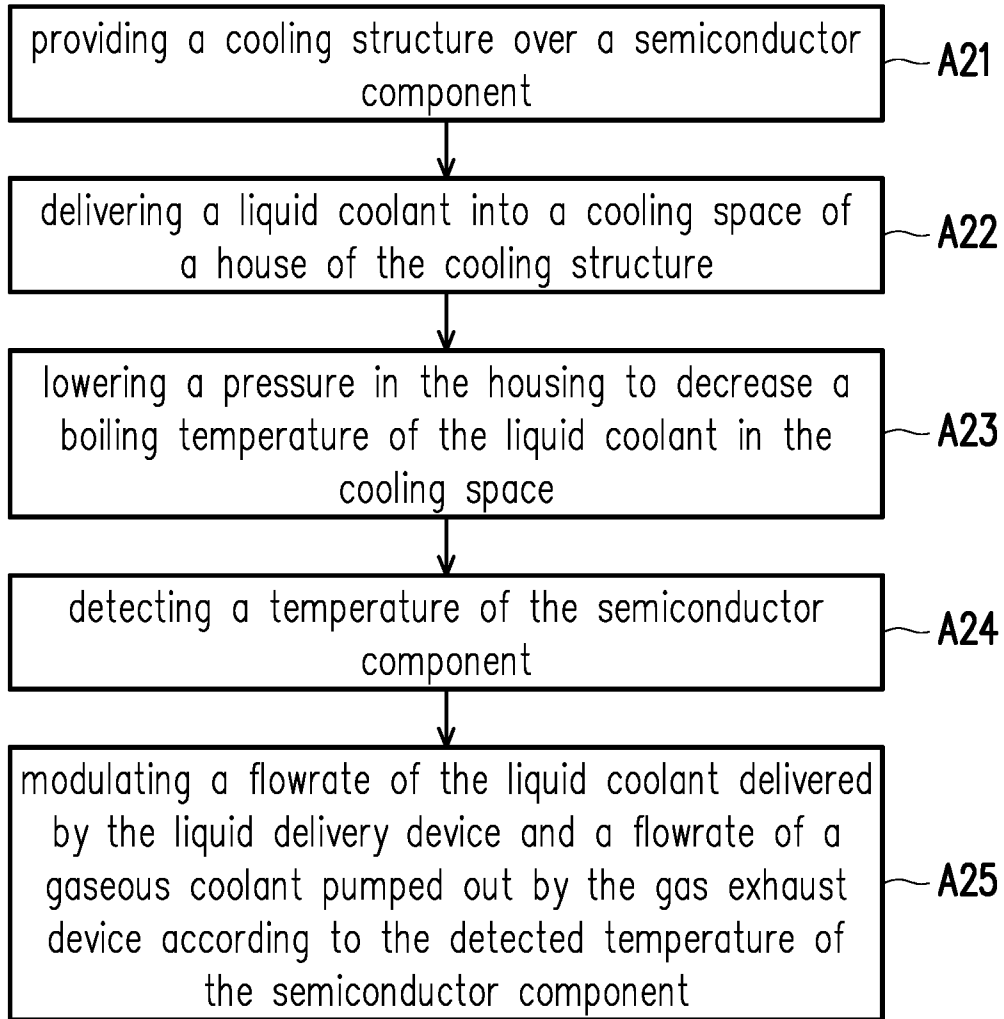 providing a cooling structure over a semiconductor
component
A21
delivering a liquid coolant into a cooling space of
a house of the cooling structure
A22
lowering a pressure in the housing to decrease a
boiling temperature of the liquid coolant in the
cooling space
A23
detecting a temperature of the semiconductor
component
A24
modulating a flowrate of the liquid coolant delivered
by the liquid delivery device and a flowrate of a
gaseous coolant pumped out by the gas exhaust
device according to the detected temperature of
the semiconductor component
A25